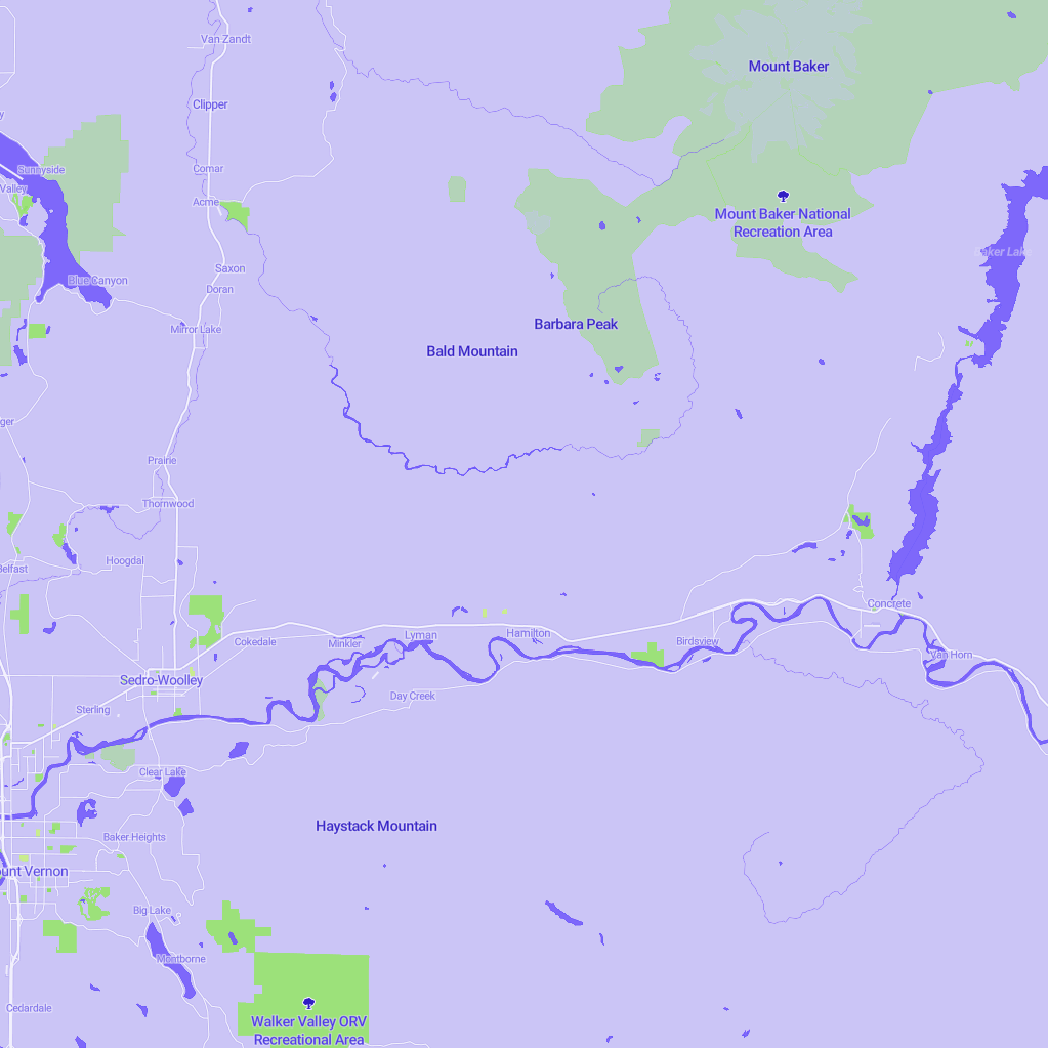 Van Zandt
Mount Baker
Clipper
Sunnyside
Valley
Comar
Acme
Mount Baker National
Recreation Area
Baker Lake
Saxon
Blue Canyon
Doran
Mirror Lake
Barbara Peak
Bald Mountain
ger
Prairie
Thornwood
Hoogdal
Belfast
Concrete
Cokedale
Minkler
Lyman
Hamilton
Birdsview
Van Horn
Sedro-Woolley
Day Creek
Sterling
Clear Lake
Haystack Mountain
Baker Heights
unt Vernon
Big Lake
Montborne
Cedardale
Walker Valley ORV
Recreational Area